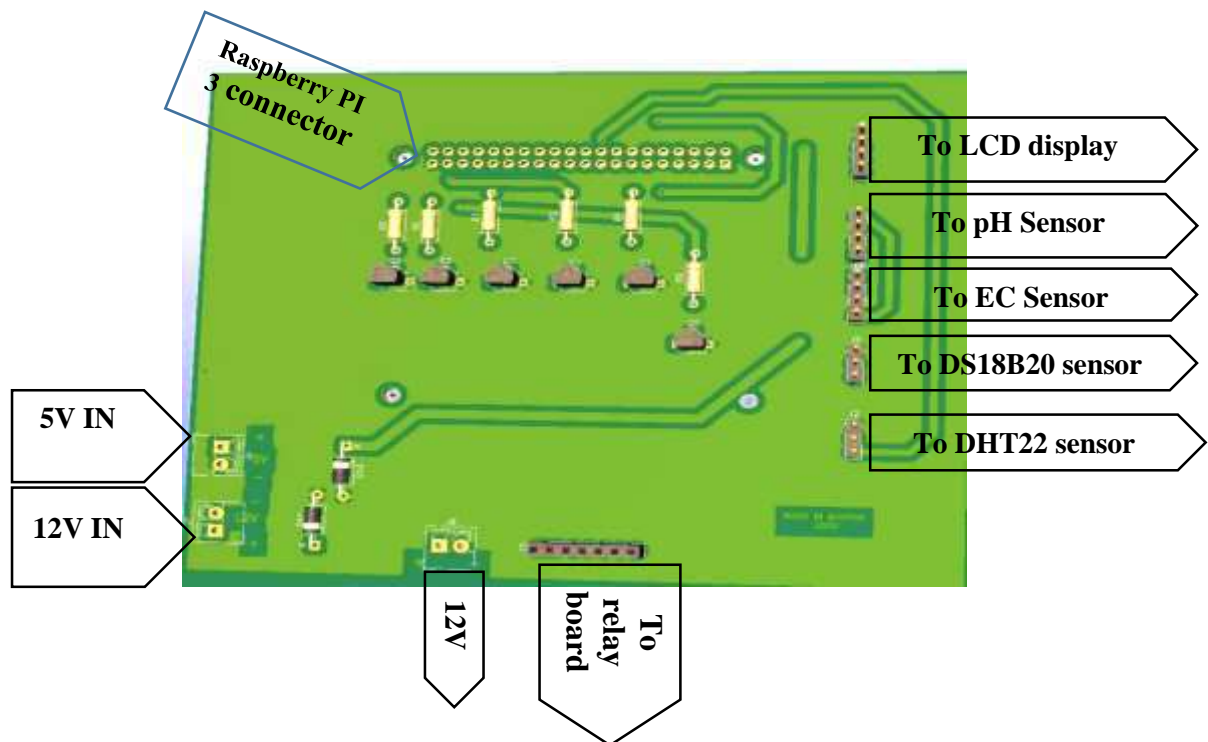 Raspberry PI
3 connector
To LCD display
To pH Sensor
To EC Sensor
To DS18B20 sensor
To DHT22 sensor
5V IN
12V IN
12V
To
relay
board